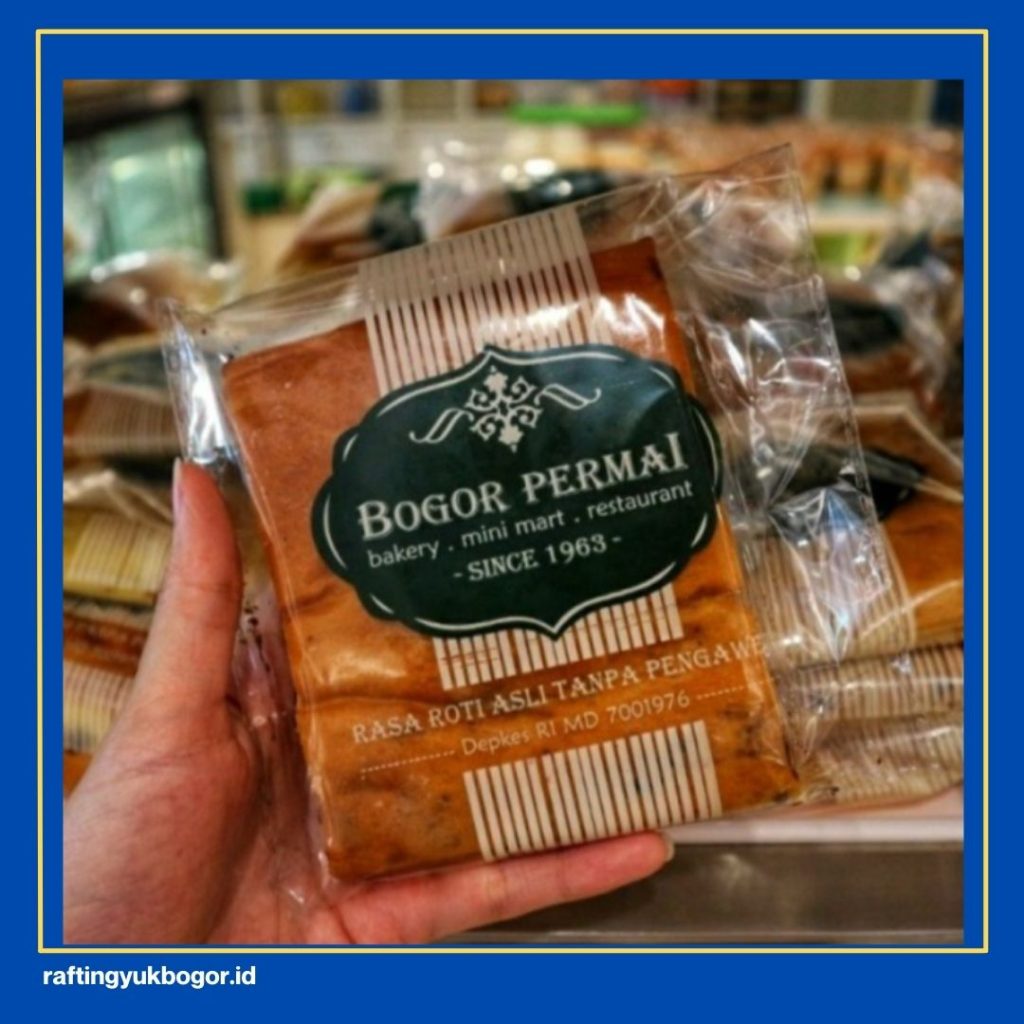 BOGOR PERMAI
bakery . mini mart . restaurant
- SINCE 1963 -
RASA ROTI ASLI TANPA PENGAWE
............. Depkes RI MD 7001976 .............
raftingyukbogor.id